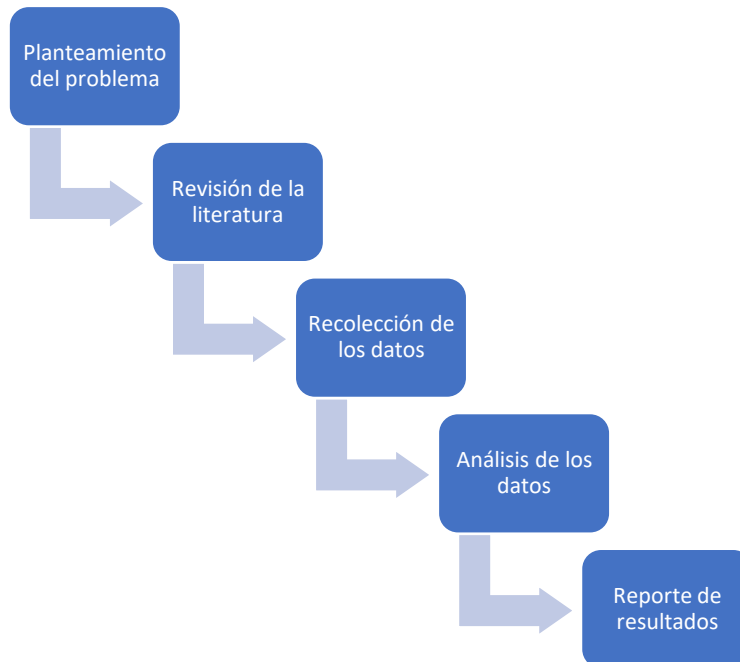 Planteamiento
del problema
Revisión de la
literatura
Recolección de
los datos
Análisis de los
datos
Reporte de
resultados